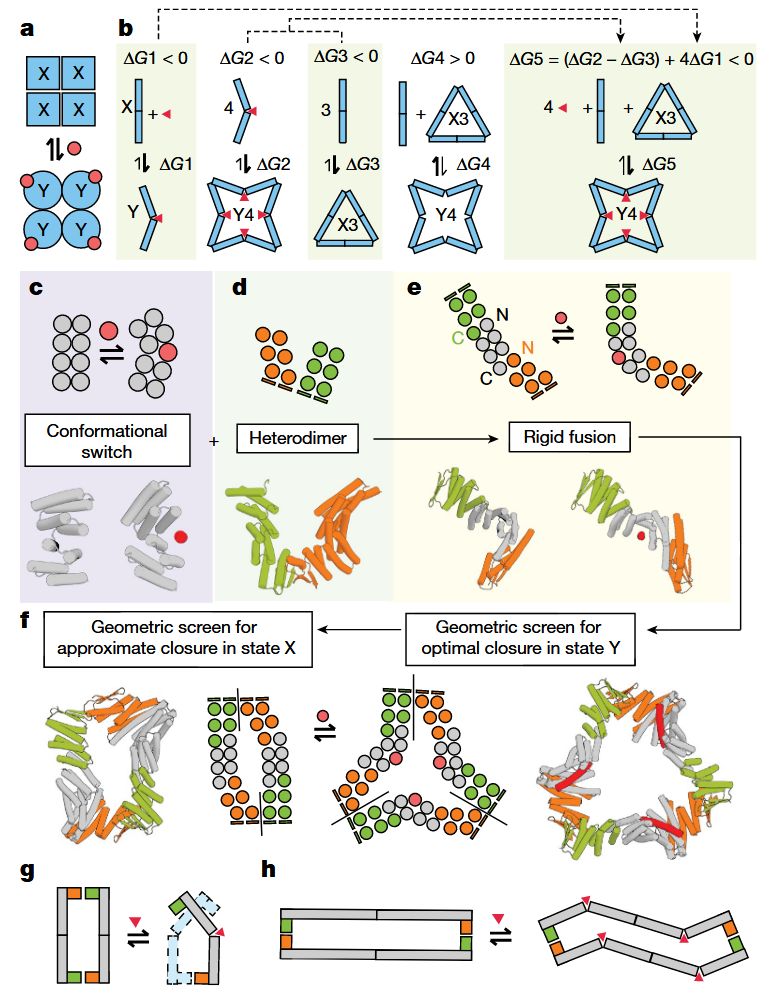 a
b
ΔG1 < 0
ΔG2 < 0
ΔG3 < 0
ΔG4 > 0
ΔG5 = (ΔG2 − ΔG3) + 4ΔG1 < 0
X X
X X
Y Y
Y Y
X
+
ΔG1
Y
4
ΔG2
Y4
3
ΔG3
X3
+
X3
ΔG4
Y4
4
+
+
X3
ΔG5
Y4
c
d
e
N
C
N
C
Conformational
switch
+
Heterodimer
Rigid fusion
f
Geometric screen for
approximate closure in state X
Geometric screen for
optimal closure in state Y
g
h